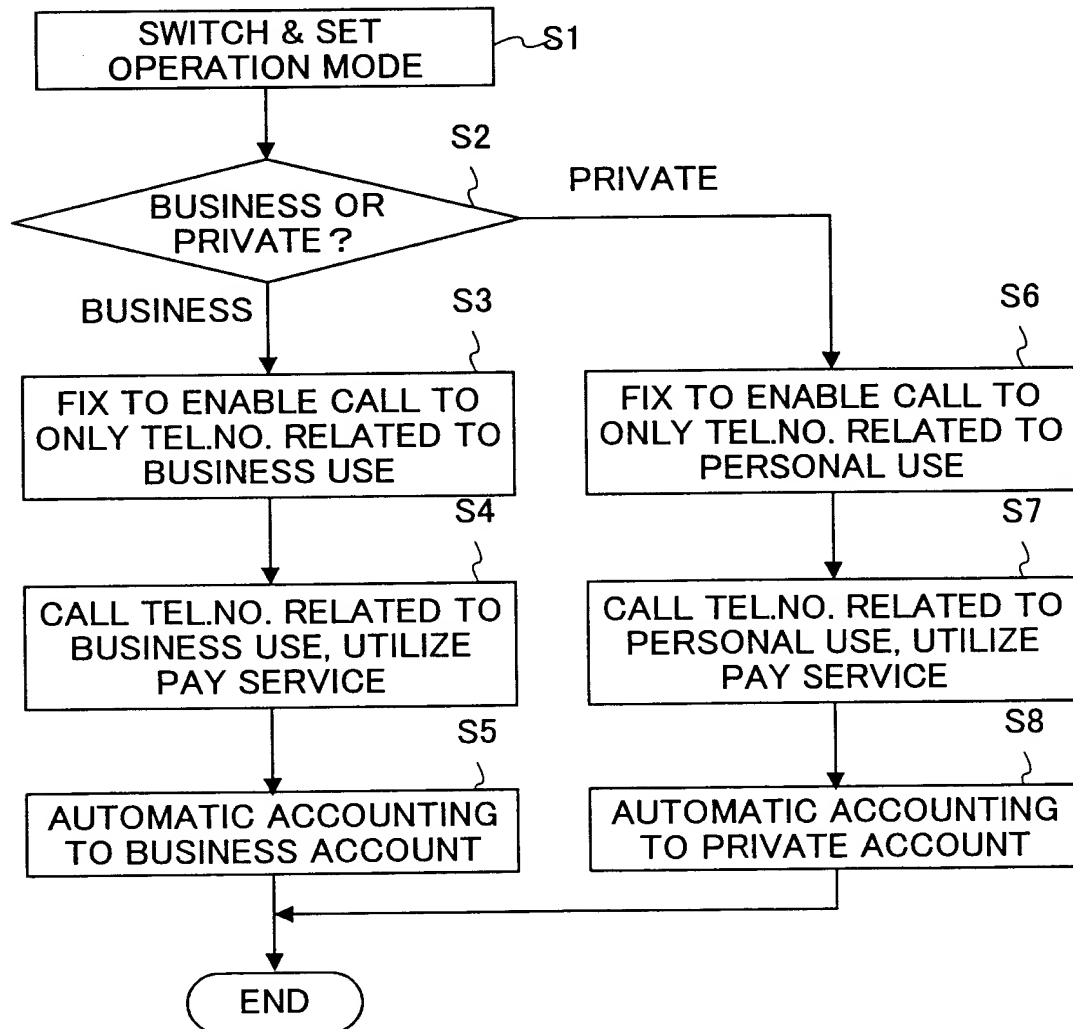 SWITCH & SET
OPERATION MODE
S1
S2
BUSINESS OR
PRIVATE ?
PRIVATE
BUSINESS
S3
FIX TO ENABLE CALL TO
ONLY TEL.NO. RELATED TO
BUSINESS USE
S4
CALL TEL.NO. RELATED TO
BUSINESS USE, UTILIZE
PAY SERVICE
S5
AUTOMATIC ACCOUNTING
TO BUSINESS ACCOUNT
S6
FIX TO ENABLE CALL TO
ONLY TEL.NO. RELATED TO
PERSONAL USE
S7
CALL TEL.NO. RELATED TO
PERSONAL USE, UTILIZE
PAY SERVICE
S8
AUTOMATIC ACCOUNTING
TO PRIVATE ACCOUNT
END